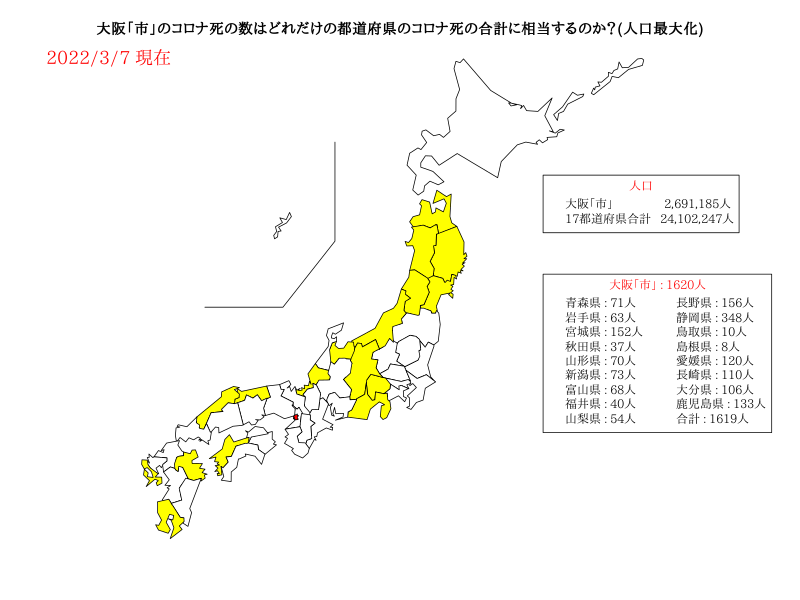 大阪「市」のコロナ死の数はどれだけの都道府県のコロナ死の合計に相当するのか?(人口最大化)
2022/3/7 現在
人口
大阪「市」 2,691,185人
17都道府県合計 24,102,247人
大阪「市」 : 1620人
青森県 : 71人 長野県 : 156人
岩手県 : 63人 静岡県 : 348人
宮城県 : 152人 鳥取県 : 10人
秋田県 : 37人 島根県 : 8人
山形県 : 70人 愛媛県 : 120人
新潟県 : 73人 長崎県 : 110人
富山県 : 68人 大分県 : 106人
福井県 : 40人 鹿児島県 : 133人
山梨県 : 54人 合計 : 1619人